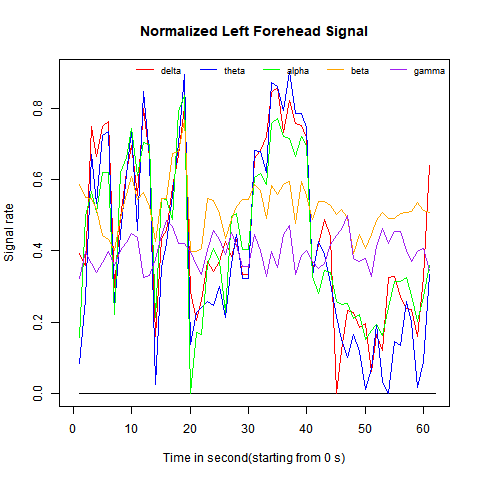 Normalized Left Forehead Signal
delta theta alpha beta gamma
Signal rate
0.8
0.6
0.4
0.2
0.0
0 10 20 30 40 50 60
Time in second(starting from 0 s)